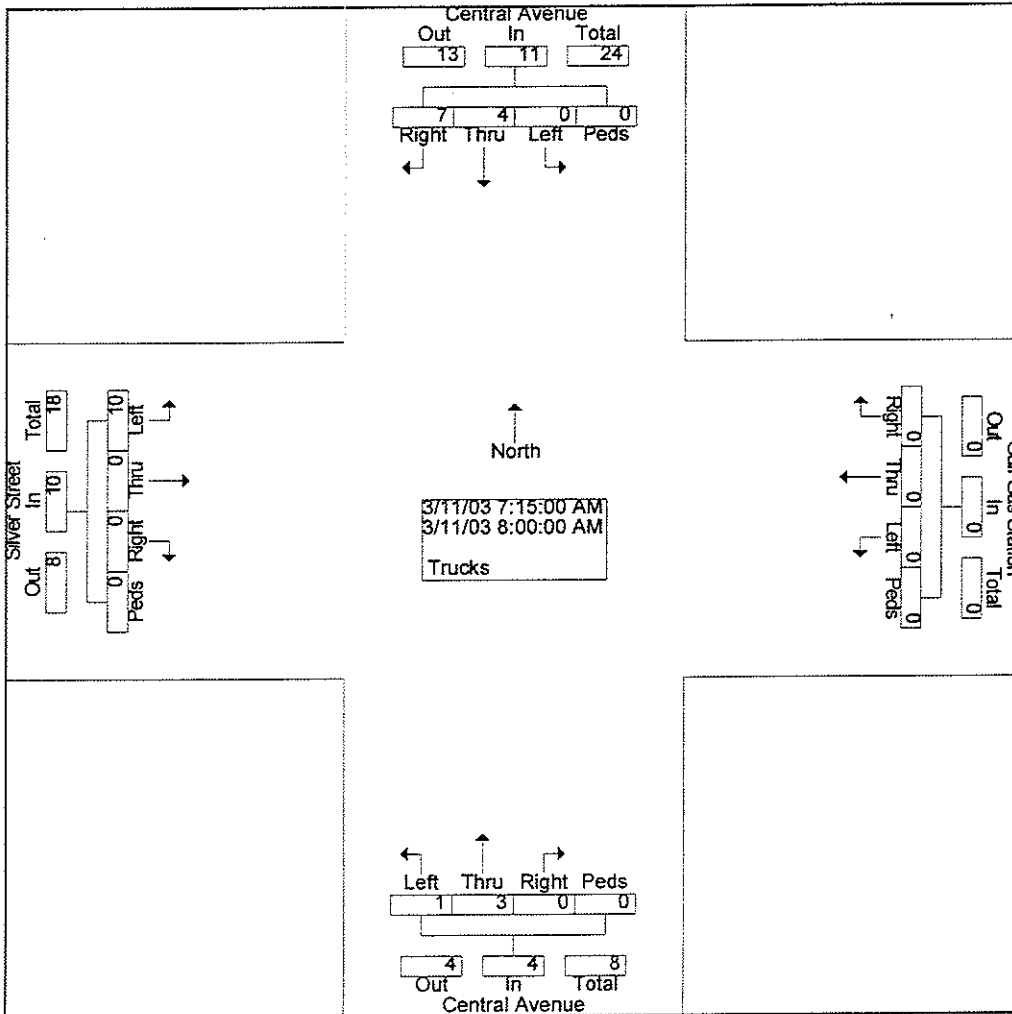 Central Avenue
Out In Total
13 11 24
7 4 0 0
Right Thru Left Peds
Silver Street
Total In Out
18 10 8
10 0 0 0
Left Thru Right Peds
North
3/11/03 7:15:00 AM
3/11/03 8:00:00 AM
Trucks
Right Thru Left Peds
0 0 0 0
Out In Total
0 0 0
Gas Station
Left Thru Right Peds
1 3 0 0
4 4 8
Out In Total
Central Avenue